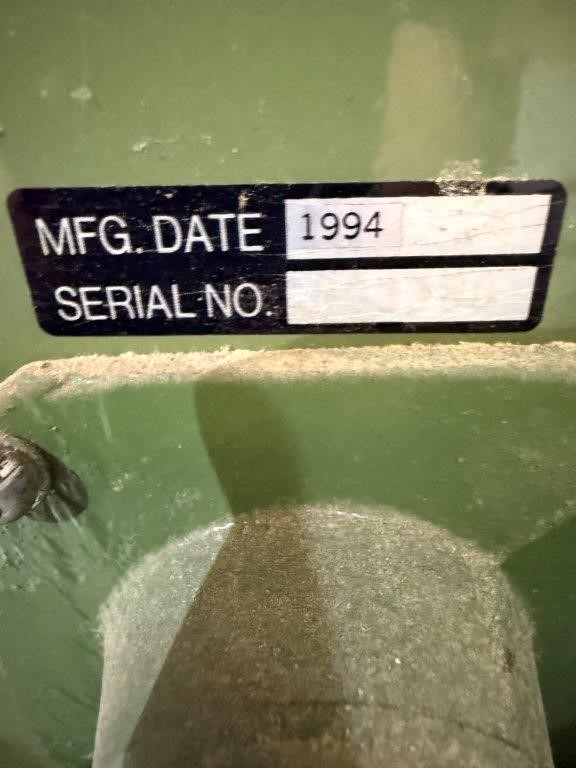 MFG. DATE 1994
SERIAL NO.